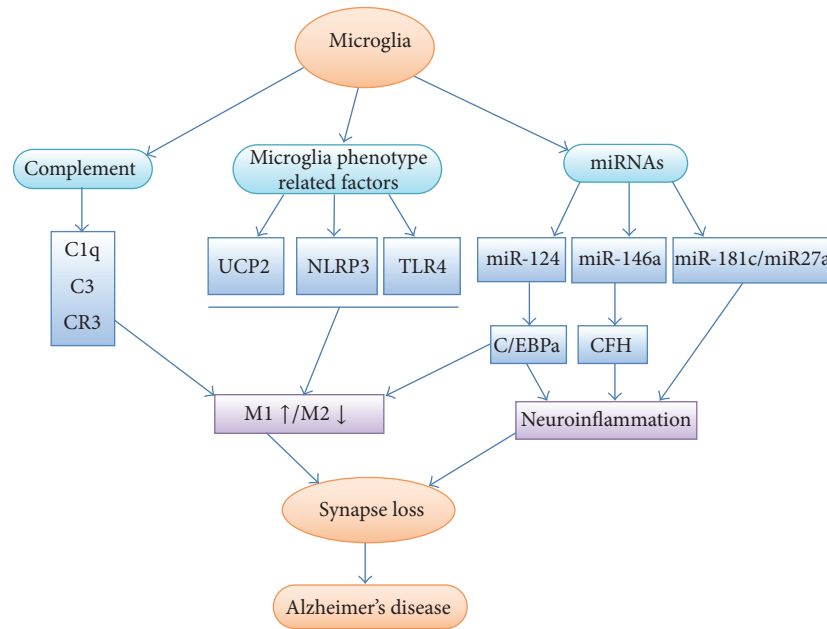 Microglia
Complement
Microglia phenotype
related factors
miRNAs
C1q
C3
CR3
UCP2
NLRP3
TLR4
miR-124
miR-146a
miR-181c/miR27a
C/EBPa
CFH
M1 ↑/M2 ↓
Neuroinflammation
Synapse loss
Alzheimer's disease